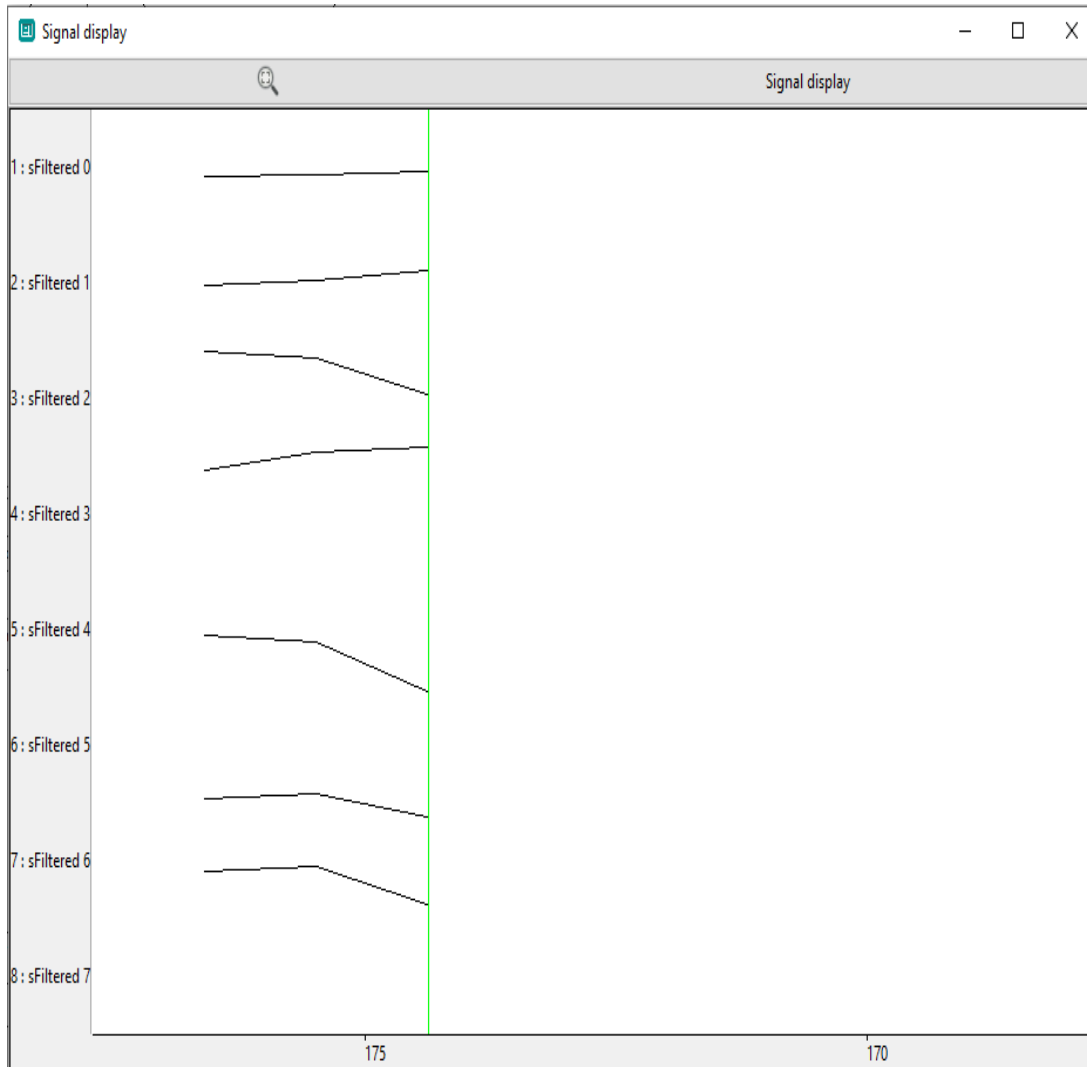 Signal display
Signal display
1 : sFiltered 0
2 : sFiltered 1
3 : sFiltered 2
4 : sFiltered 3
5 : sFiltered 4
6 : sFiltered 5
7 : sFiltered 6
8 : sFiltered 7
175
170